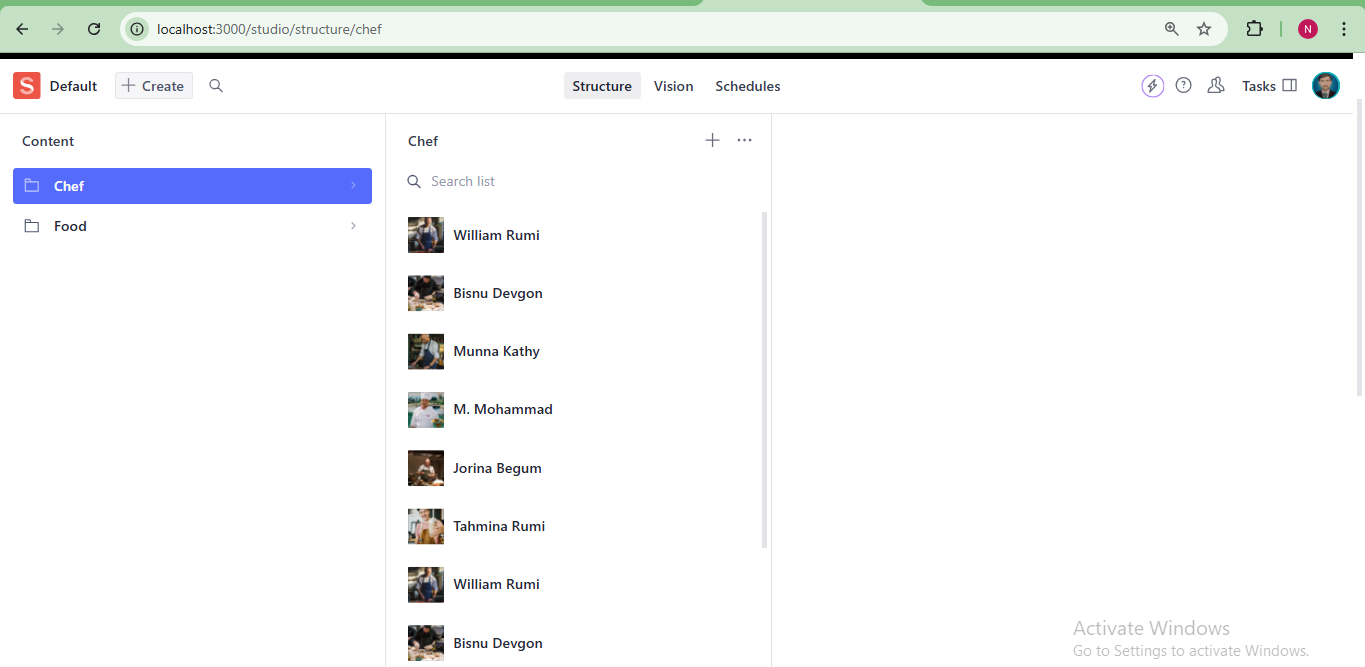 localhost:3000/studio/structure/chef
N
S Default Create Structure Vision Schedules Tasks
Content
Chef
Food
Chef
Search list
William Rumi
Bisnu Devgon
Munna Kathy
M. Mohammad
Jorina Begum
Tahmina Rumi
William Rumi
Bisnu Devgon
Activate Windows
Go to Settings to activate Windows.